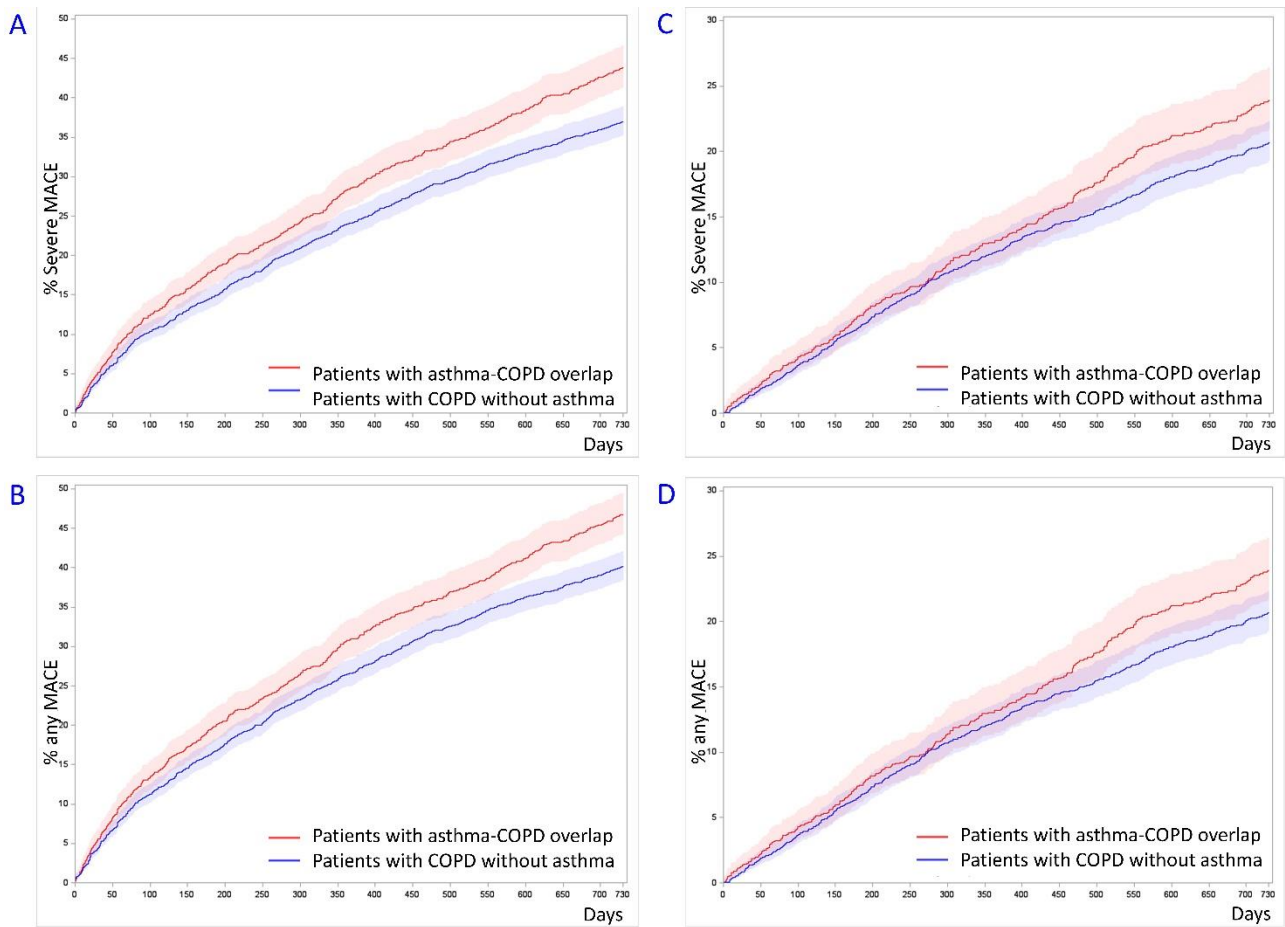 A
50
45
40
35
30
25
20
15
10
5
0
% Severe MACE
Patients with asthma-COPD overlap
Patients with COPD without asthma
0 50 100 150 200 250 300 350 400 450 500 550 600 650 700 730
Days
C
30
25
20
15
10
5
0
% Severe MACE
Patients with asthma-COPD overlap
Patients with COPD without asthma
0 50 100 150 200 250 300 350 400 450 500 550 600 650 700 730
Days
B
50
45
40
35
30
25
20
15
10
5
0
% any MACE
Patients with asthma-COPD overlap
Patients with COPD without asthma
0 50 100 150 200 250 300 350 400 450 500 550 600 650 700 730
Days
D
30
25
20
15
10
5
0
% any MACE
Patients with asthma-COPD overlap
Patients with COPD without asthma
0 50 100 150 200 250 300 350 400 450 500 550 600 650 700 730
Days